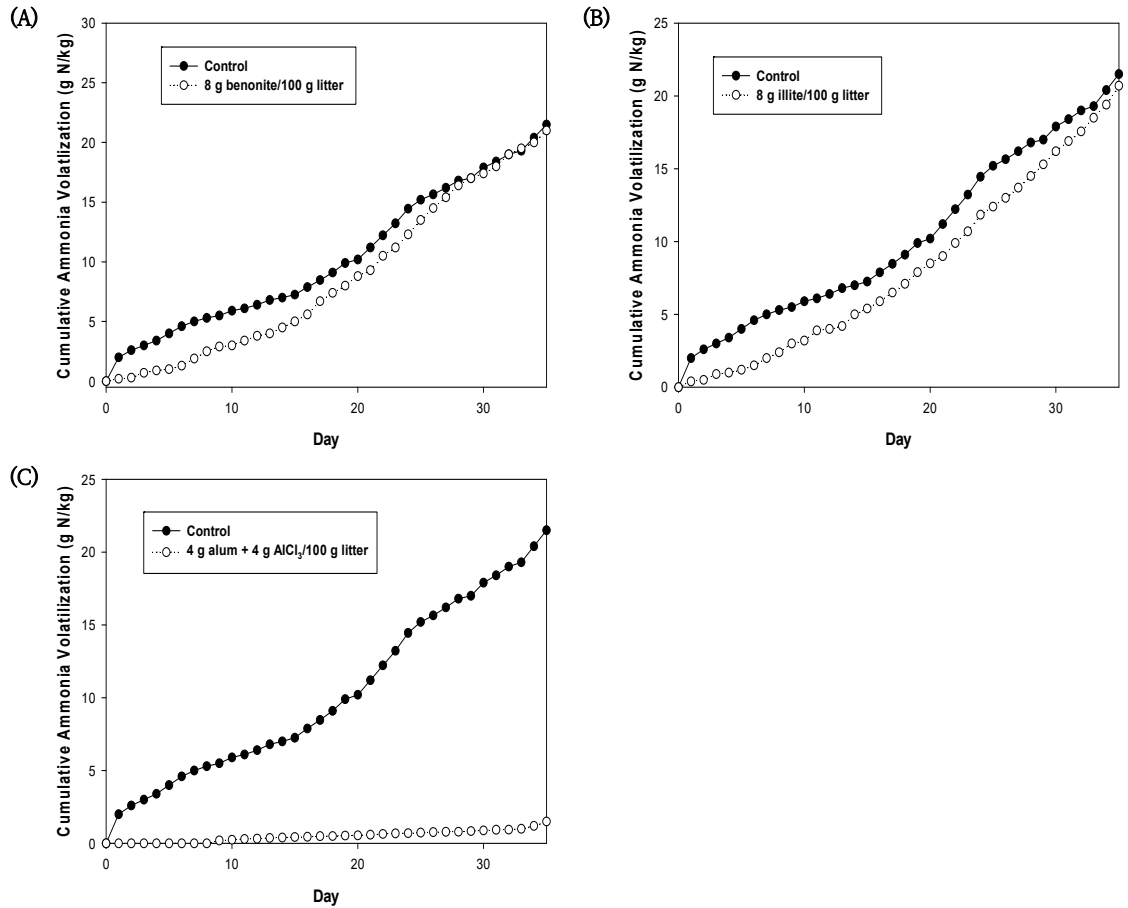 (A)
Cumulative Ammonia Volatlization (g N/kg)
30
25
20
15
10
5
0
Control
8 g benonite/100 g litter
0
10
20
30
Day
(B)
Cumulative Ammonia Volatilization (g N/kg)
25
20
15
10
5
0
Control
8 g illite/100 g litter
0
10
20
30
Day
(C)
Cumulative Ammonia Volatilization (g N/kg)
25
20
15
10
5
0
Control
4 g alum + 4 g AlCl₃/100 g litter
0
10
20
30
Day